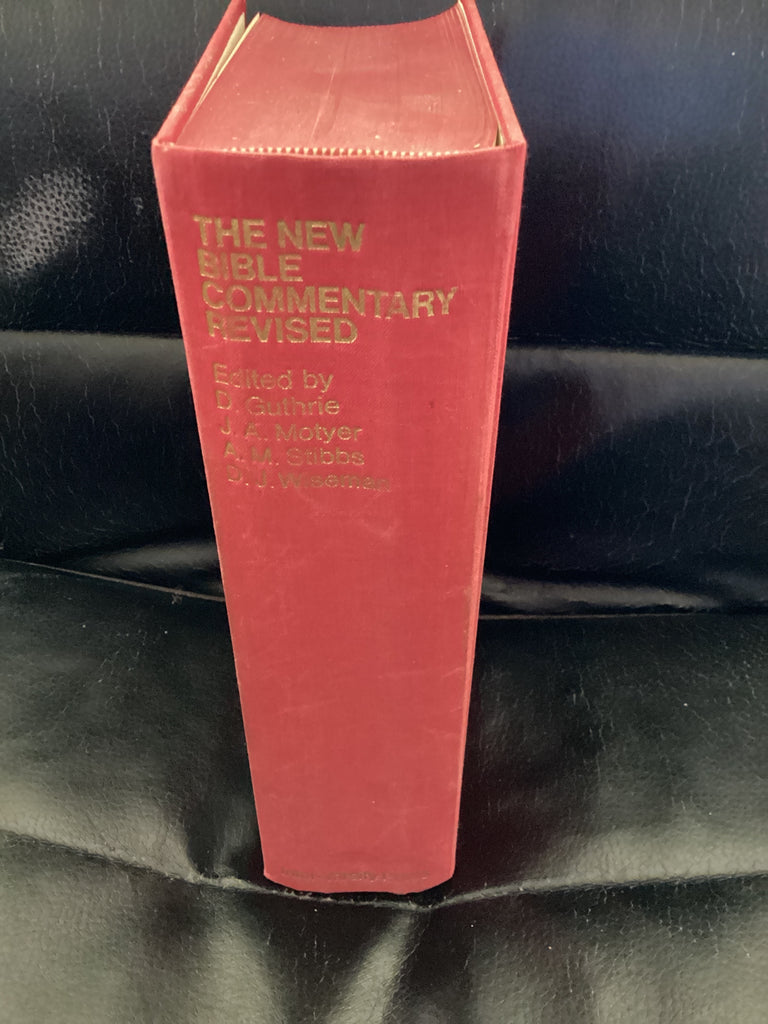 THE NEW
BIBLE
COMMENTARY
REVISED
Edited by
D. Guthrie
J. A. Motyer
A. M. Stibbs
D. J. Wiseman